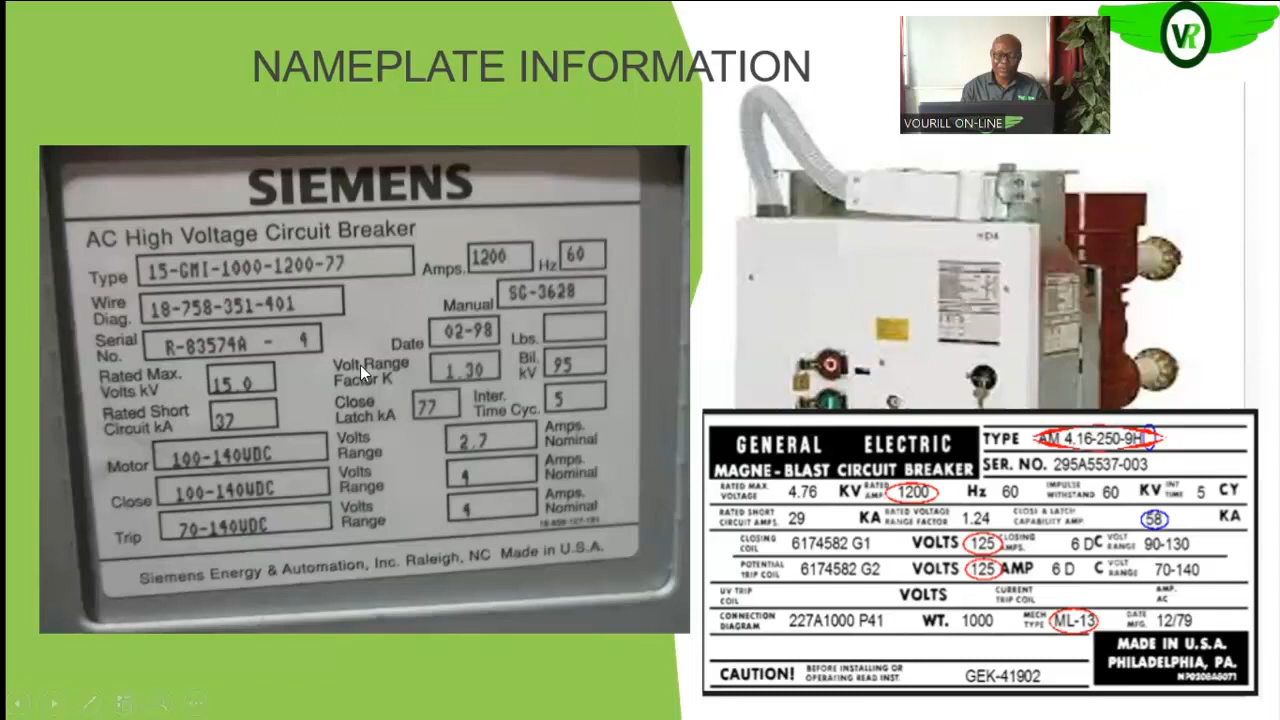 NAMEPLATE INFORMATION
VR
VOURILL ON-LINE
SIEMENS
AC High Voltage Circuit Breaker
Type 15-GMI-1000-1200-77 Amps. 1200 Hz 60
Wire Diag. 18-758-351-401 Manual SG-3628
Serial No. R-83574A - 4 Date 02-98 Lbs.
Rated Max. Volts kV 15.0 Volt Range Factor K 1.30 Bil. kV 95
Rated Short Circuit kA 37 Close Latch kA 77 Inter. Time Cyc. 5
Motor 100-140VDC Volts Range 2.7 Amps. Nominal
Close 100-140VDC Volts Range 4 Amps. Nominal
Trip 70-140VDC Volts Range 4 Amps. Nominal
Siemens Energy & Automation, Inc. Raleigh, NC Made in U.S.A.
GENERAL ELECTRIC
MAGNE-BLAST CIRCUIT BREAKER
TYPE AM 4.16-250-9H
SER. NO. 295A5537-003
RATED MAX. VOLTAGE 4.76 KV RATED AMP 1200 Hz 60 IMPULSE WITHSTAND 60 KV INT TIME 5 CY
RATED SHORT CIRCUIT AMPS. 29 KA RATED VOLTAGE RANGE FACTOR 1.24 CLOSE & LATCH CAPABILITY AMP. 58 KA
CLOSING COIL 6174582 G1 VOLTS 125 CLOSING AMPS. 6 DC VOLT RANGE 90-130
POTENTIAL TRIP COIL 6174582 G2 VOLTS 125 AMP 6 D C VOLT RANGE 70-140
UV TRIP COIL VOLTS CURRENT TRIP COIL AMP. AC
CONNECTION DIAGRAM 227A1000 P41 WT. 1000 MECH TYPE ML-13 DATE MFG. 12/79
CAUTION! BEFORE INSTALLING OR OPERATING READ INST. GEK-41902
MADE IN U.S.A.
PHILADELPHIA, PA.